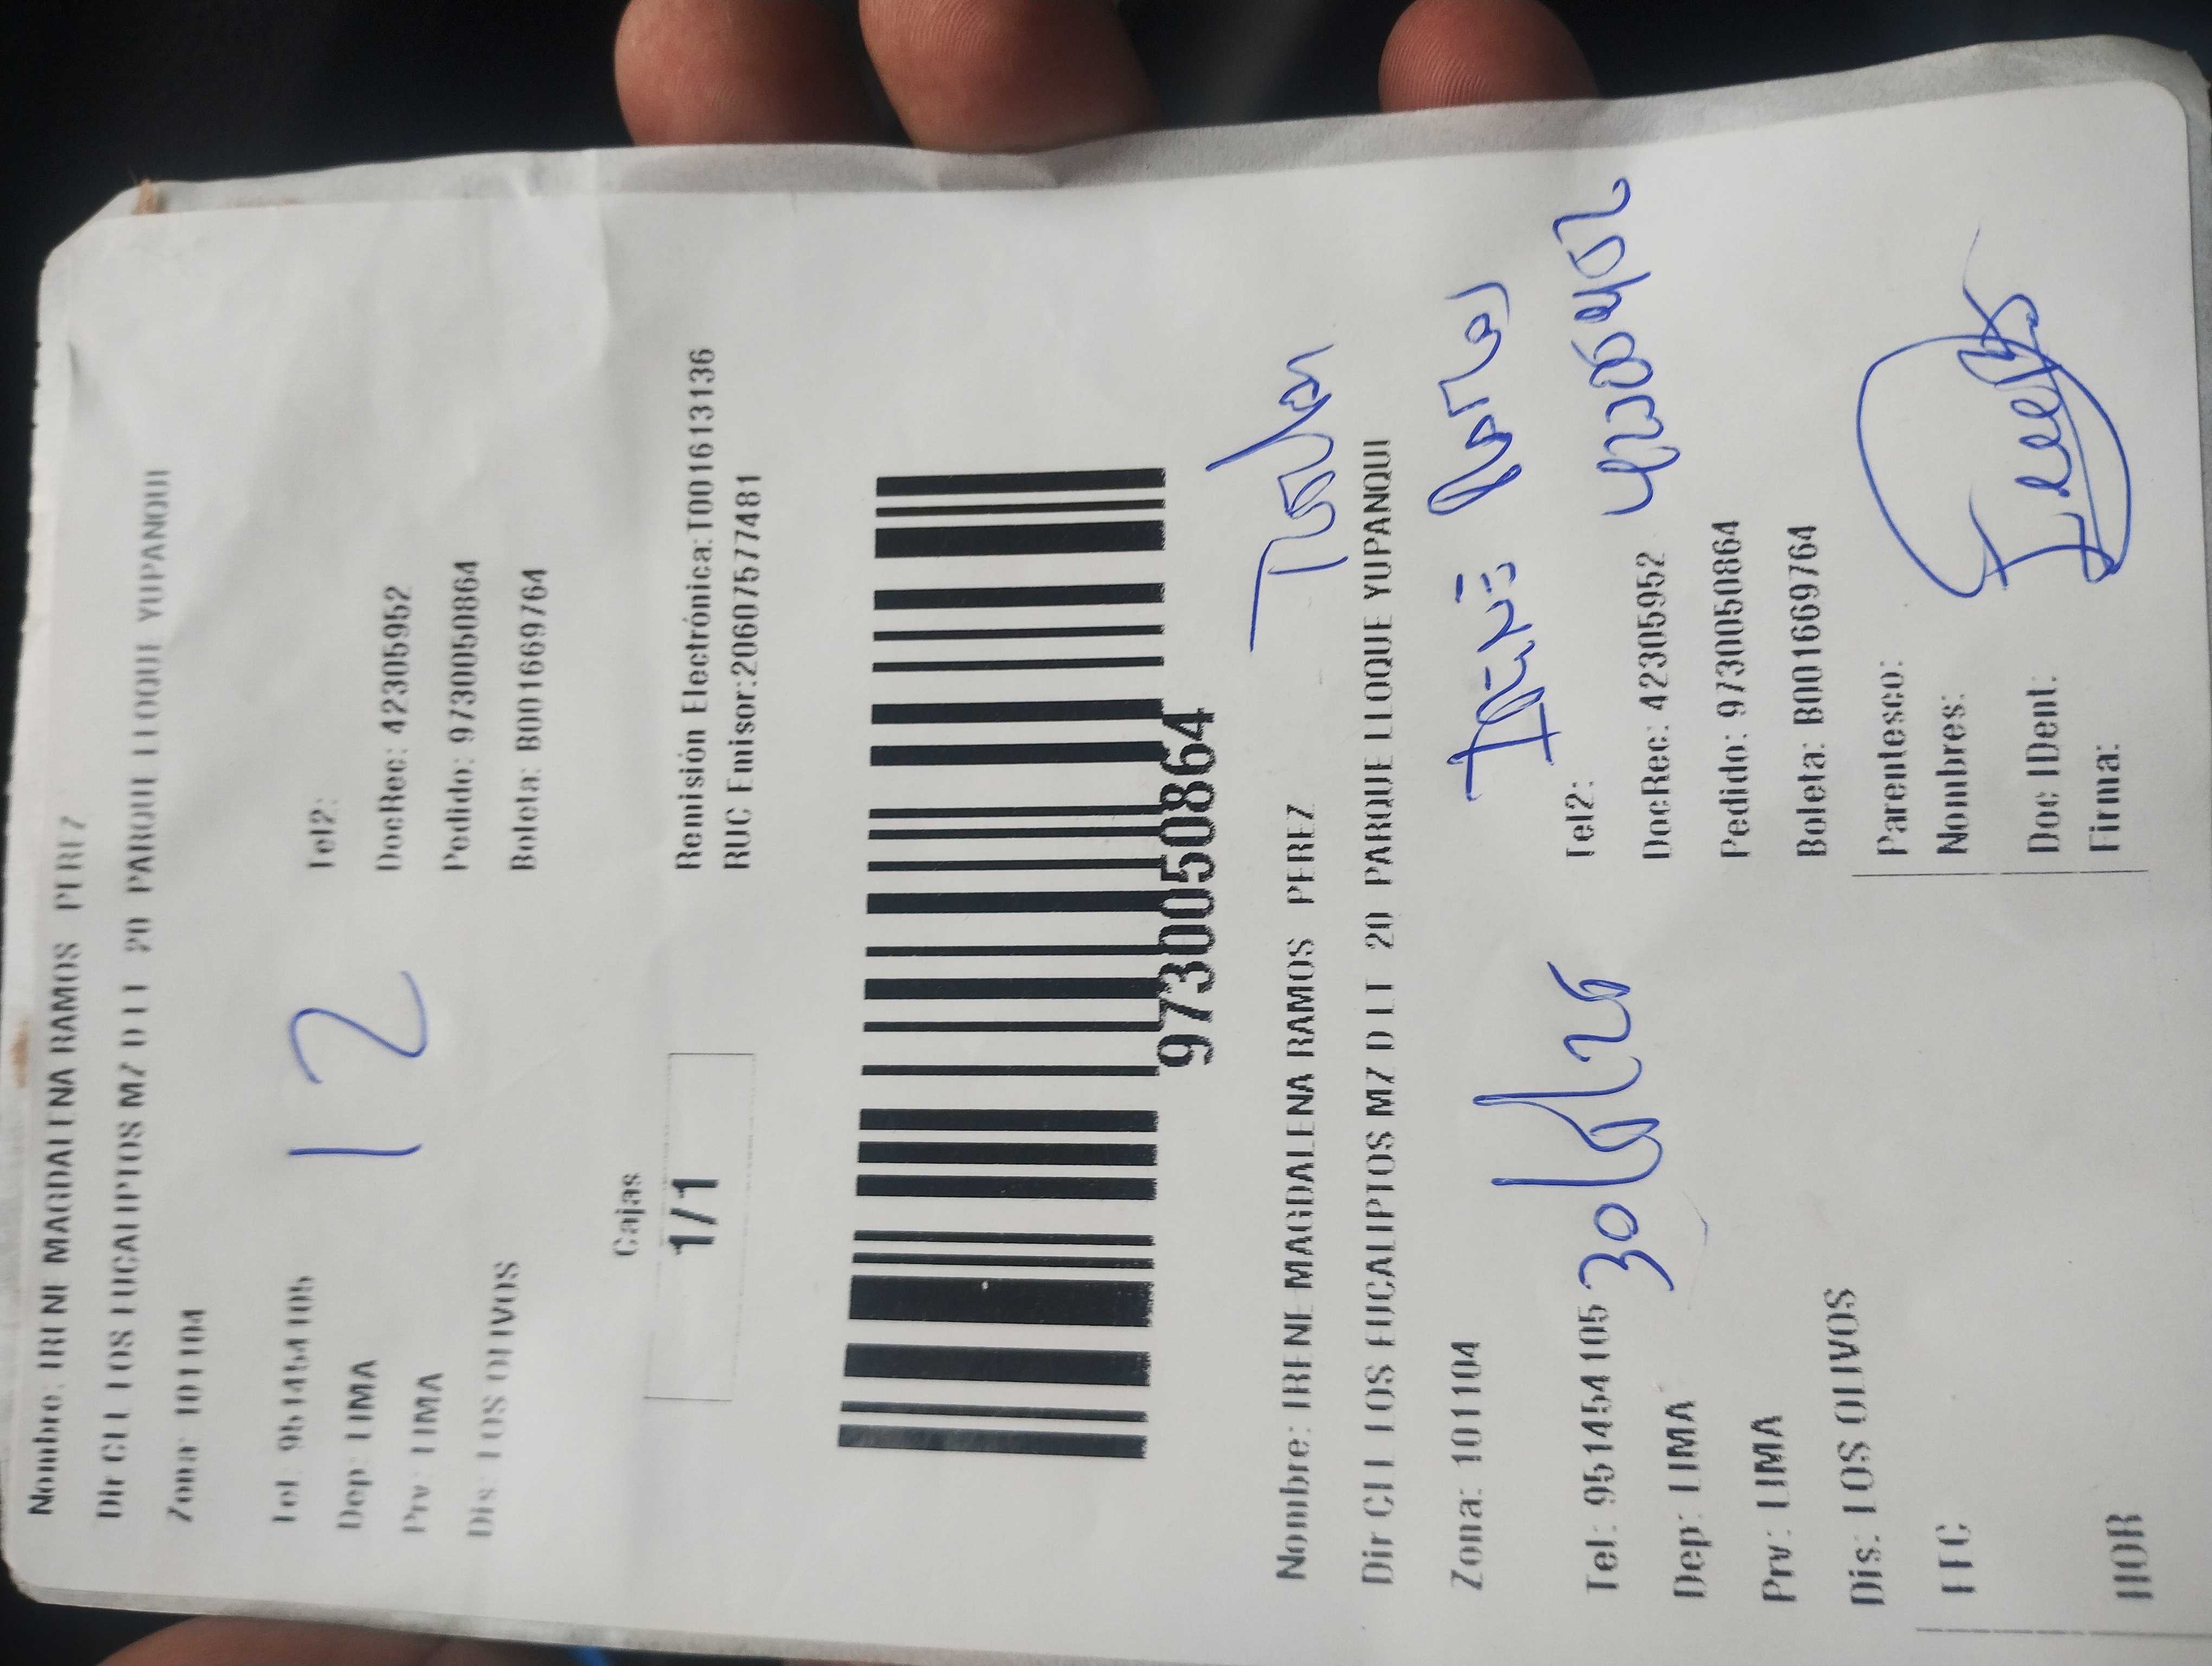 Nombre: IRENE MAGDALENA RAMOS PEREZ
Dir CLL LOS EUCALIPTOS MZ D LT 20 PARQUE LLOQUE YUPANQUI
Zona: 101104
Tel: 951454105
Tel2:
12
Dep: LIMA
DocRec: 42305952
Prv: LIMA
Pedido: 9730050864
Dis: LOS OLIVOS
Boleta: B001669764
Cajas
1/1
Remisión Electrónica:T001613136
RUC Emisor:20607577481
9730050864
Nombre: IRENE MAGDALENA RAMOS PEREZ
Dir CLL LOS EUCALIPTOS MZ D LT 20 PARQUE LLOQUE YUPANQUI
Zona: 101104
Irene Ramos
Tel: 951454105
Tel2:
Dep: LIMA
DocRec: 42305952
Prv: LIMA
Pedido: 9730050864
Dis: LOS OLIVOS
Boleta: B001669764
FEC
Parentesco:
Nombres:
HOR
Doc IDent:
Firma: